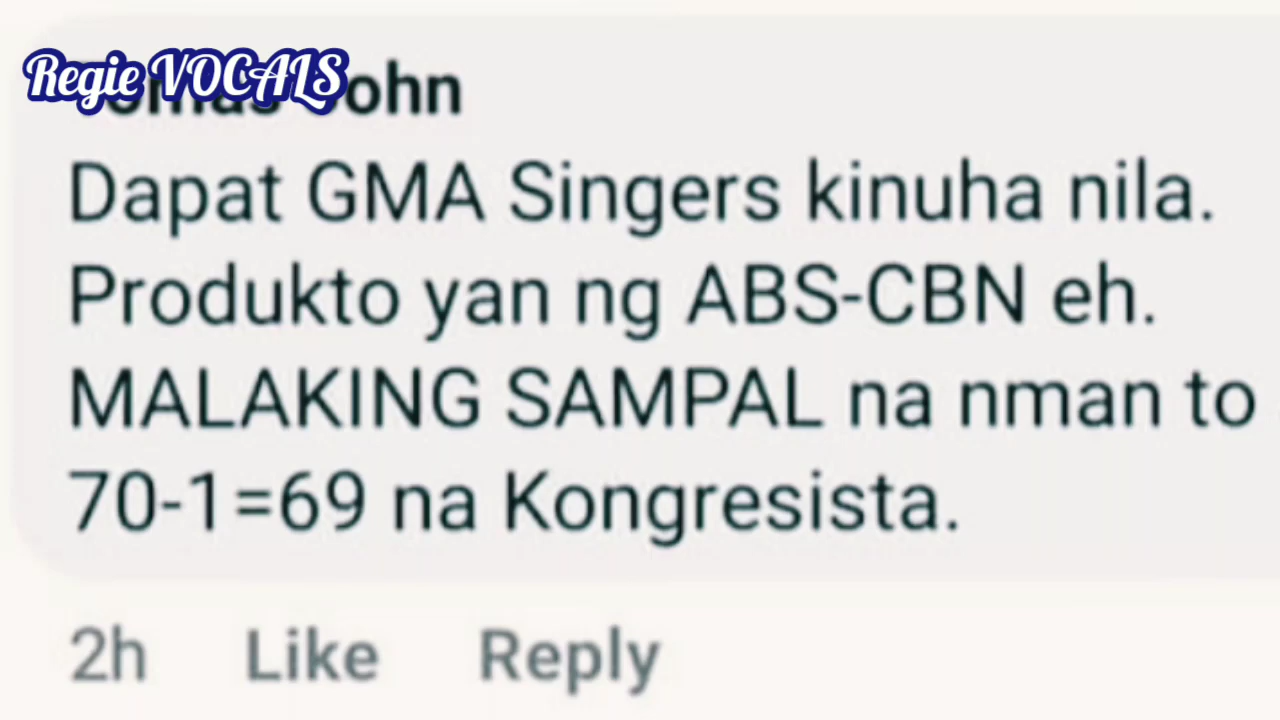 Regie VOCALS
John
Dapat GMA Singers kinuha nila.
Produkto yan ng ABS-CBN eh.
MALAKING SAMPAL na nman to
70-1=69 na Kongresista.
2h Like Reply